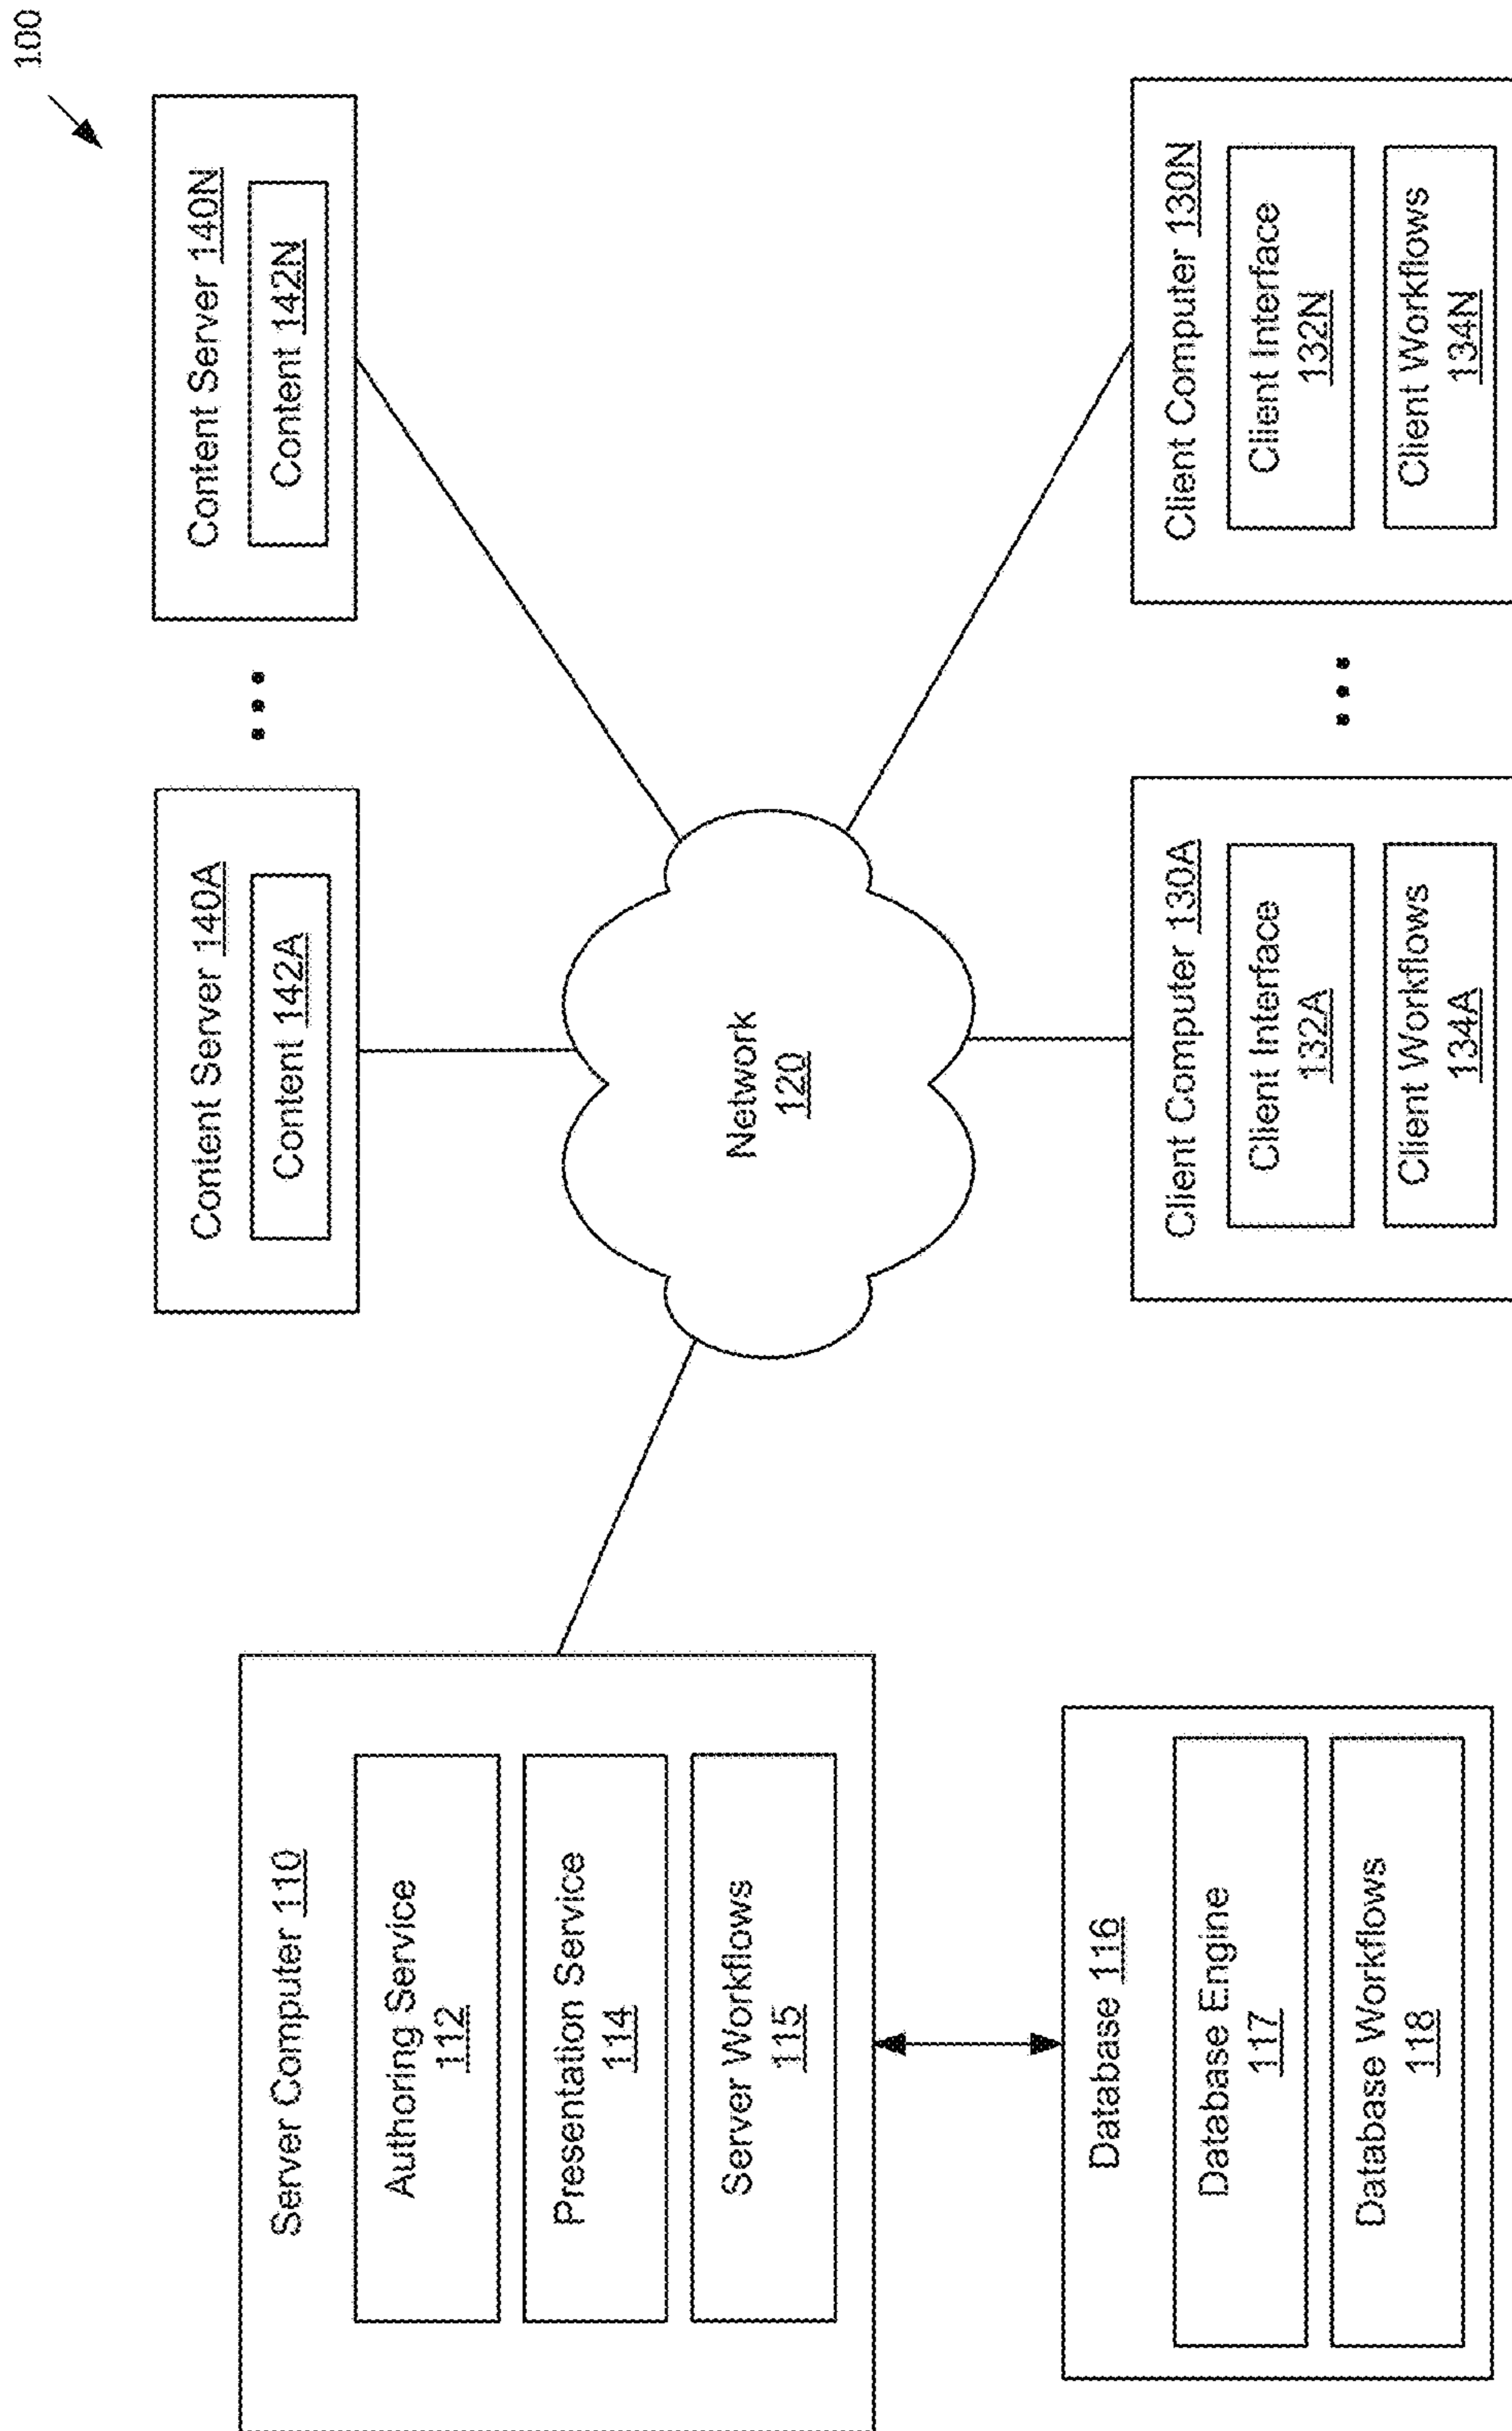 100
Server Computer 110
Authoring Service
112
Presentation Service
114
Server Workflows
115
Database 116
Database Engine
117
Database Workflows
118
Network
120
Content Server 140A
Content 142A
...
Content Server 140N
Content 142N
Client Computer 130A
Client Interface
132A
Client Workflows
134A
...
Client Computer 130N
Client Interface
132N
Client Workflows
134N